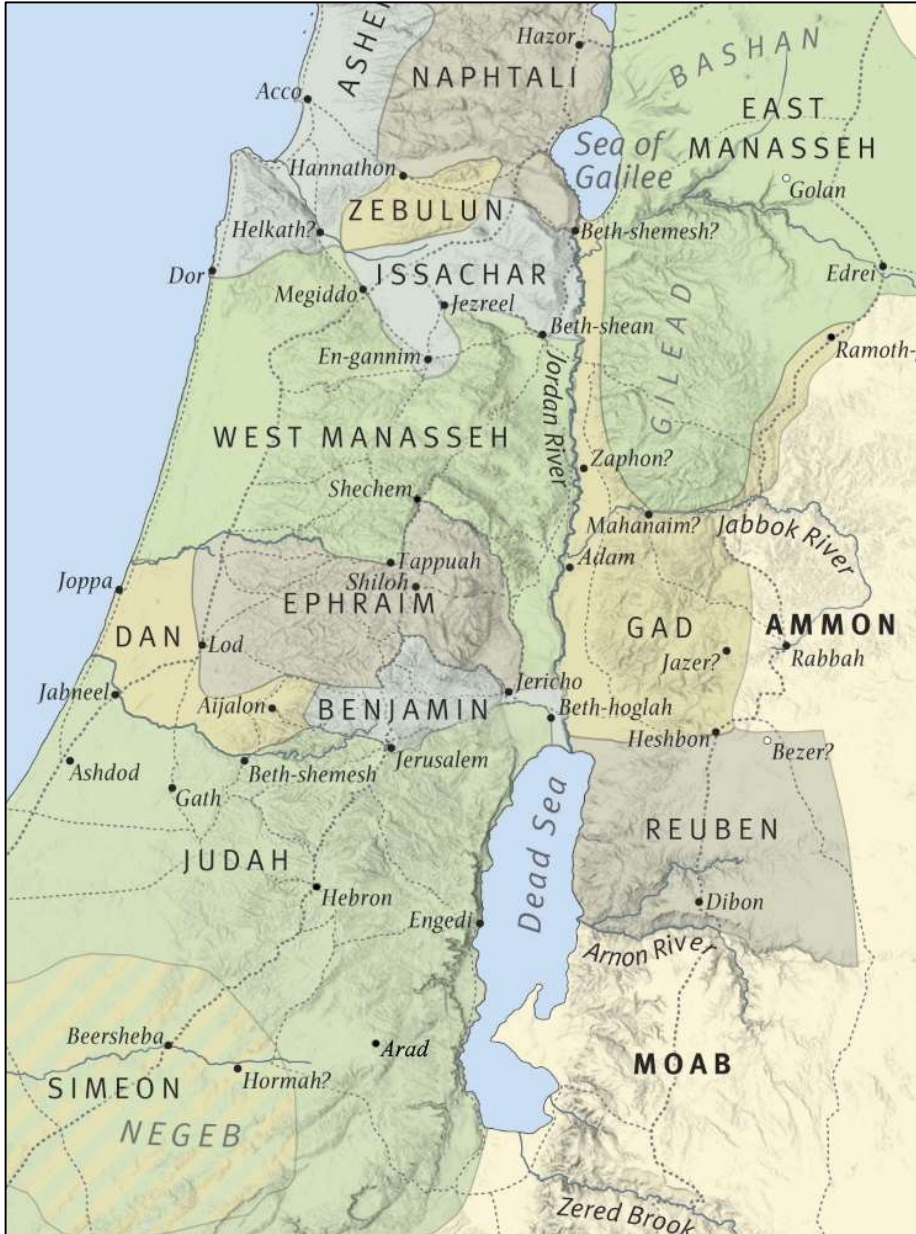 Hazor
BASHAN
ASHER
NAPHTALI
Acco
EAST
MANASSEH
Sea of
Galilee
Hannathon
Golan
ZEBULUN
Helkath?
Beth-shemesh?
ISSACHAR
Dor
Edrei
Megiddo
Jezreel
Beth-shean
Ramoth-
En-gannim
GILEAD
Jordan River
WEST MANASSEH
Zaphon?
Shechem
Mahanaim?
Jabbok River
Tappuah
Adam
Joppa
Shiloh
EPHRAIM
DAN
GAD
AMMON
Lod
Jazer?
Rabbah
Jabneel
Jericho
Aijalon
BENJAMIN
Beth-hoglah
Heshbon
Bezer?
Ashdod
Beth-shemesh
Jerusalem
Gath
Dead Sea
REUBEN
JUDAH
Hebron
Dibon
Engedi
Arnon River
Beersheba
Arad
MOAB
Hormah?
SIMEON
NEGEB
Zered Brook